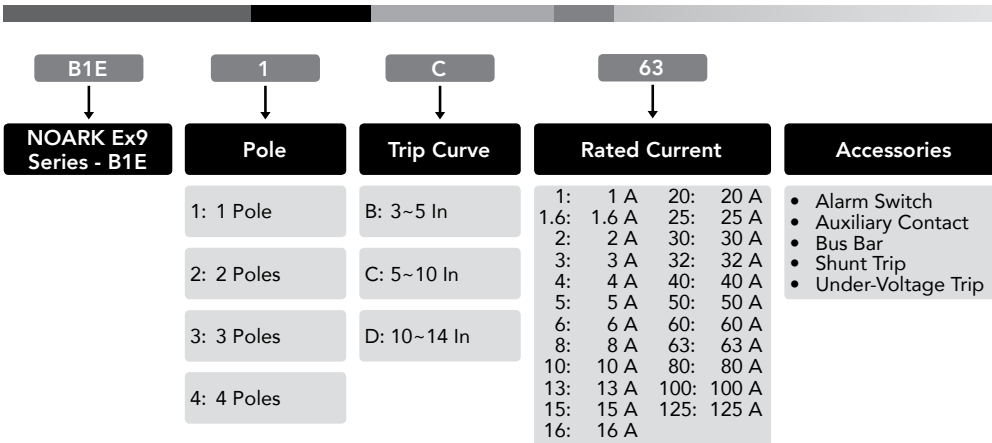 B1E
1
C
63
NOARK Ex9
Series - B1E
Pole
Trip Curve
Rated Current
Accessories
1: 1 Pole
2: 2 Poles
3: 3 Poles
4: 4 Poles
B: 3~5 In
C: 5~10 In
D: 10~14 In
1: 1 A 20: 20 A
1.6: 1.6 A 25: 25 A
2: 2 A 30: 30 A
3: 3 A 32: 32 A
4: 4 A 40: 40 A
5: 5 A 50: 50 A
6: 6 A 60: 60 A
8: 8 A 63: 63 A
10: 10 A 80: 80 A
13: 13 A 100: 100 A
15: 15 A 125: 125 A
16: 16 A
• Alarm Switch
• Auxiliary Contact
• Bus Bar
• Shunt Trip
• Under-Voltage Trip